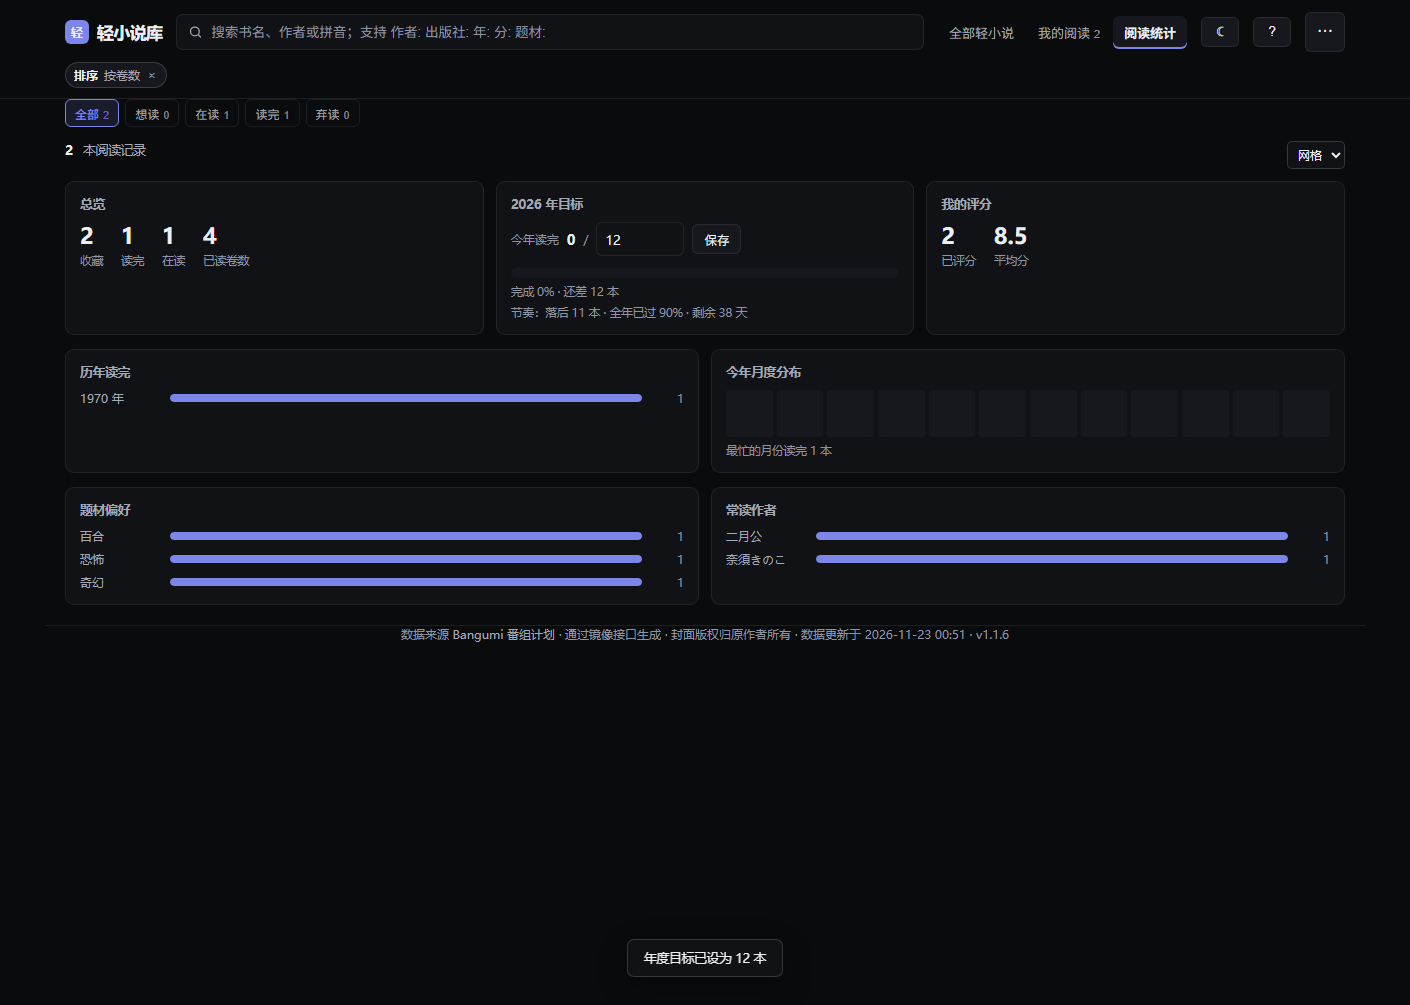 轻 轻小说库 搜索书名、作者或拼音；支持 作者: 出版社: 年: 分: 题材: 全部轻小说 我的阅读 2 阅读统计 ☾ ? ···
排序 按卷数 ×
全部 2 想读 0 在读 1 读完 1 弃读 0
2 本阅读记录 网格
总览
2 1 1 4
收藏 读完 在读 已读卷数
2026 年目标
今年读完 0 / 12 保存
完成 0% · 还差 12 本
节奏：落后 11 本 · 全年已过 90% · 剩余 38 天
我的评分
2 8.5
已评分 平均分
历年读完
1970 年 1
今年月度分布
最忙的月份读完 1 本
题材偏好
百合 1
恐怖 1
奇幻 1
常读作者
二月公 1
奈須きのこ 1
数据来源 Bangumi 番组计划 · 通过镜像接口生成 · 封面版权归原作者所有 · 数据更新于 2026-11-23 00:51 · v1.1.6
年度目标已设为 12 本